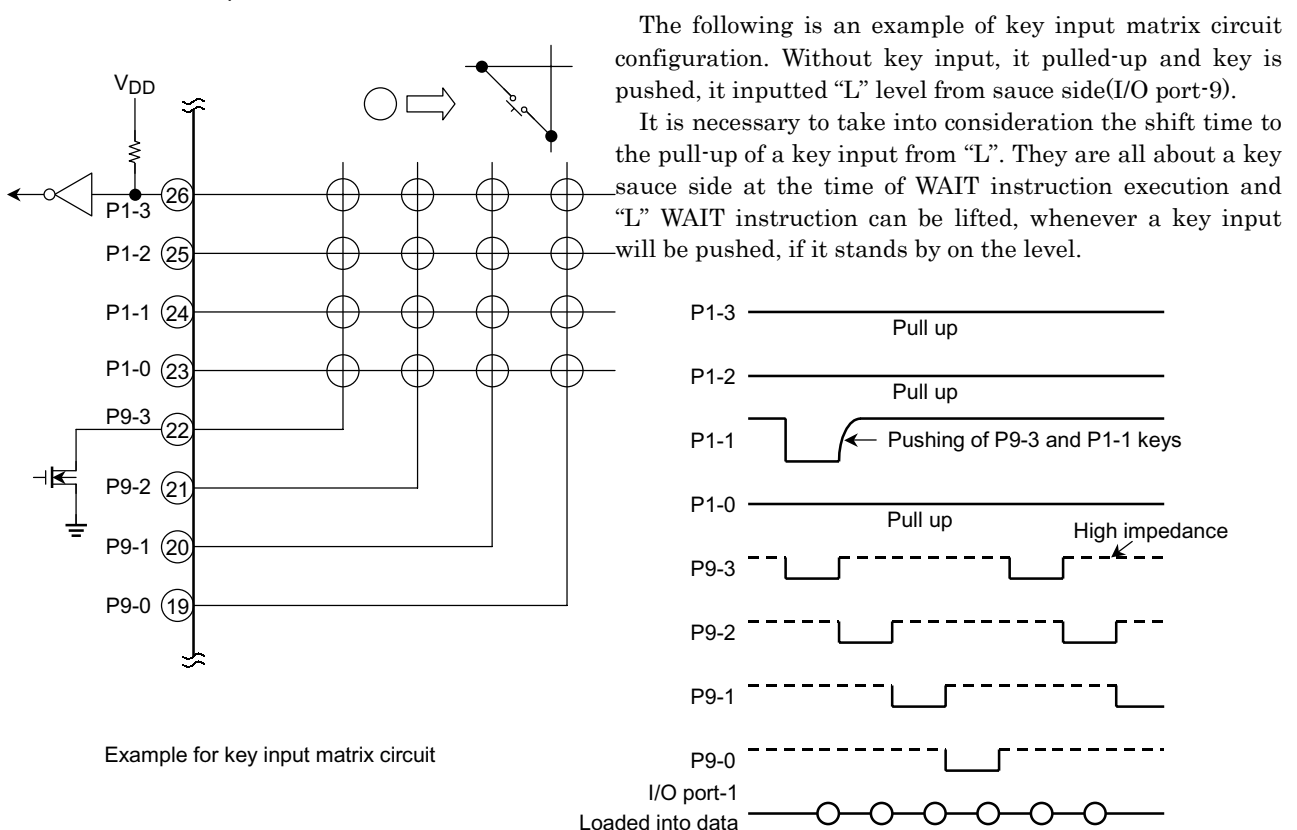 The following is an example of key input matrix circuit
configuration. Without key input, it pulled-up and key is
pushed, it inputted “L” level from sauce side(I/O port-9).
It is necessary to take into consideration the shift time to
the pull-up of a key input from “L”. They are all about a key
sauce side at the time of WAIT instruction execution and
“L” WAIT instruction can be lifted, whenever a key input
will be pushed, if it stands by on the level.
VDD
P1-3 26
P1-2 25
P1-1 24
P1-0 23
P9-3 22
P9-2 21
P9-1 20
P9-0 19
Example for key input matrix circuit
P1-3
Pull up
P1-2
Pull up
P1-1
Pushing of P9-3 and P1-1 keys
P1-0
Pull up
High impedance
P9-3
P9-2
P9-1
P9-0
I/O port-1
Loaded into data